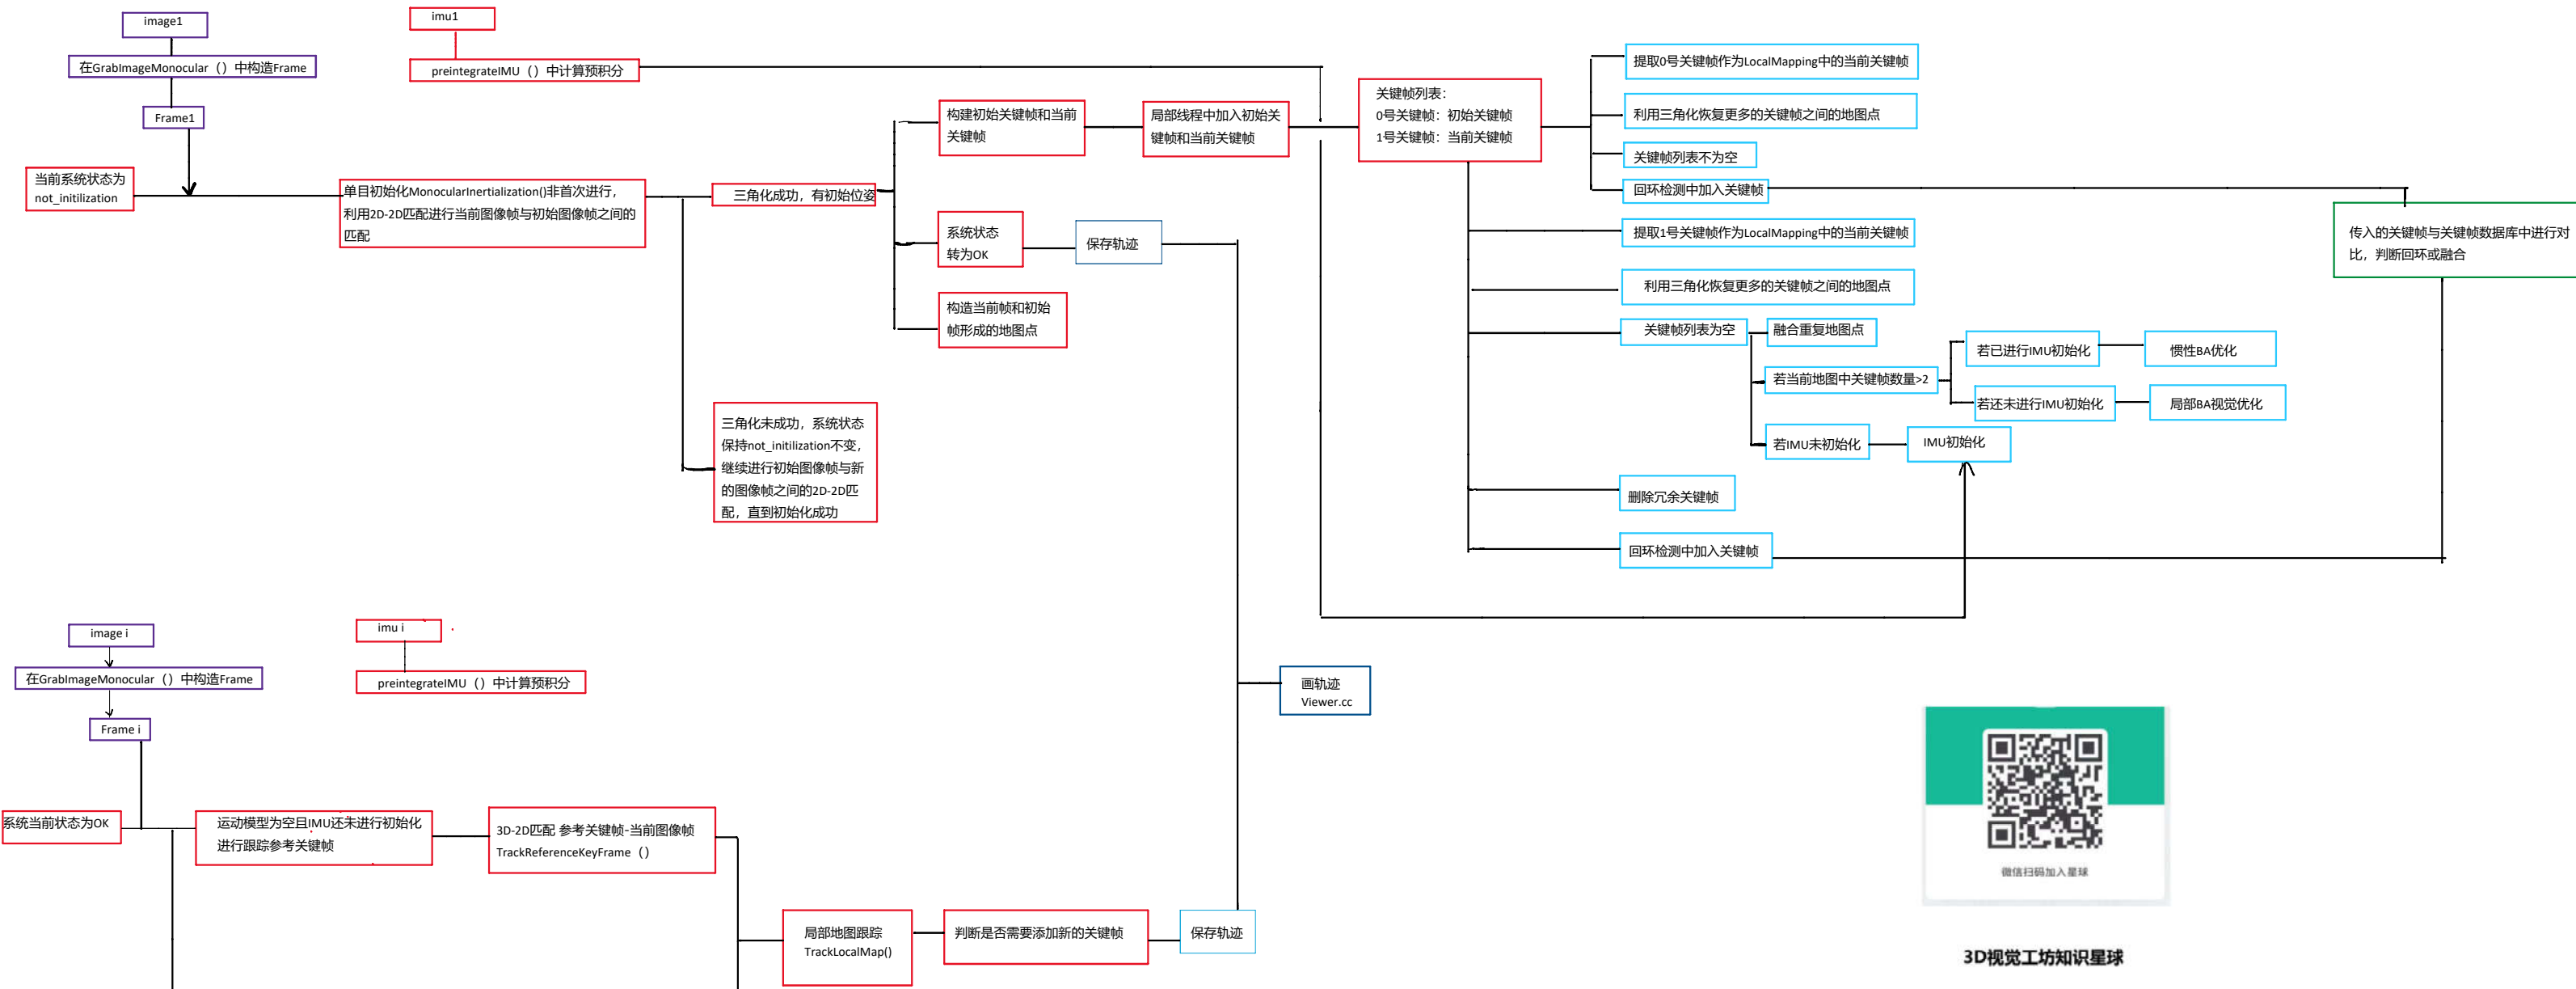 image1
在GrabImageMonocular（）中构造Frame
Frame1
当前系统状态为
not_initilization
imu1
preintegrateIMU（）中计算预积分
单目初始化MonocularInertialization()非首次进行，
利用2D-2D匹配进行当前图像帧与初始图像帧之间的
匹配
三角化成功，有初始位姿
三角化未成功，系统状态
保持not_initilization不变，
继续进行初始图像帧与新
的图像帧之间的2D-2D匹
配，直到初始化成功
构建初始关键帧和当前
关键帧
局部线程中加入初始关
键帧和当前关键帧
系统状态
转为OK
保存轨迹
构造当前帧和初始
帧形成的地图点
关键帧列表：
0号关键帧：初始关键帧
1号关键帧：当前关键帧
提取0号关键帧作为LocalMapping中的当前关键帧
利用三角化恢复更多的关键帧之间的地图点
关键帧列表不为空
回环检测中加入关键帧
提取1号关键帧作为LocalMapping中的当前关键帧
利用三角化恢复更多的关键帧之间的地图点
关键帧列表为空
融合重复地图点
若当前地图中关键帧数量>2
若已进行IMU初始化
惯性BA优化
若还未进行IMU初始化
局部BA视觉优化
若IMU未初始化
IMU初始化
删除冗余关键帧
回环检测中加入关键帧
传入的关键帧与关键帧数据库中进行对
比，判断回环或融合
image i
在GrabImageMonocular（）中构造Frame
Frame i
imu i
preintegrateIMU（）中计算预积分
系统当前状态为OK
运动模型为空且IMU还未进行初始化
进行跟踪参考关键帧
3D-2D匹配 参考关键帧-当前图像帧
TrackReferenceKeyFrame（）
局部地图跟踪
TrackLocalMap()
判断是否需要添加新的关键帧
保存轨迹
画轨迹
Viewer.cc
微信扫码加入星球
3D视觉工坊知识星球